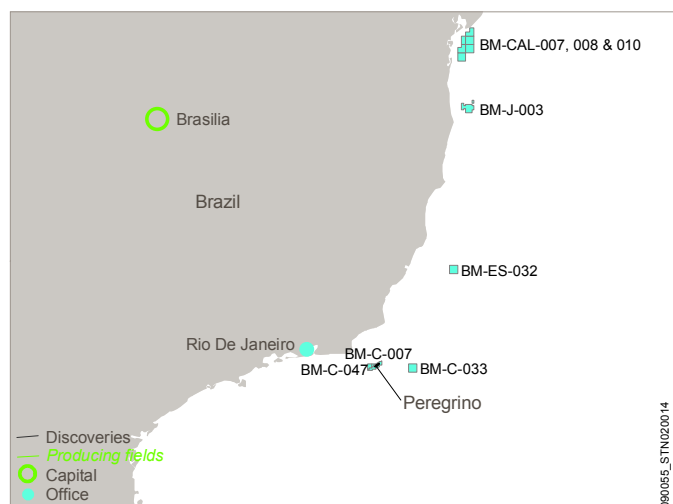 BM-CAL-007, 008 & 010
BM-J-003
Brasilia
Brazil
BM-ES-032
Rio De Janeiro
BM-C-007
BM-C-047
BM-C-033
Peregrino
Discoveries
Producing fields
Capital
Office
090055_STN020014